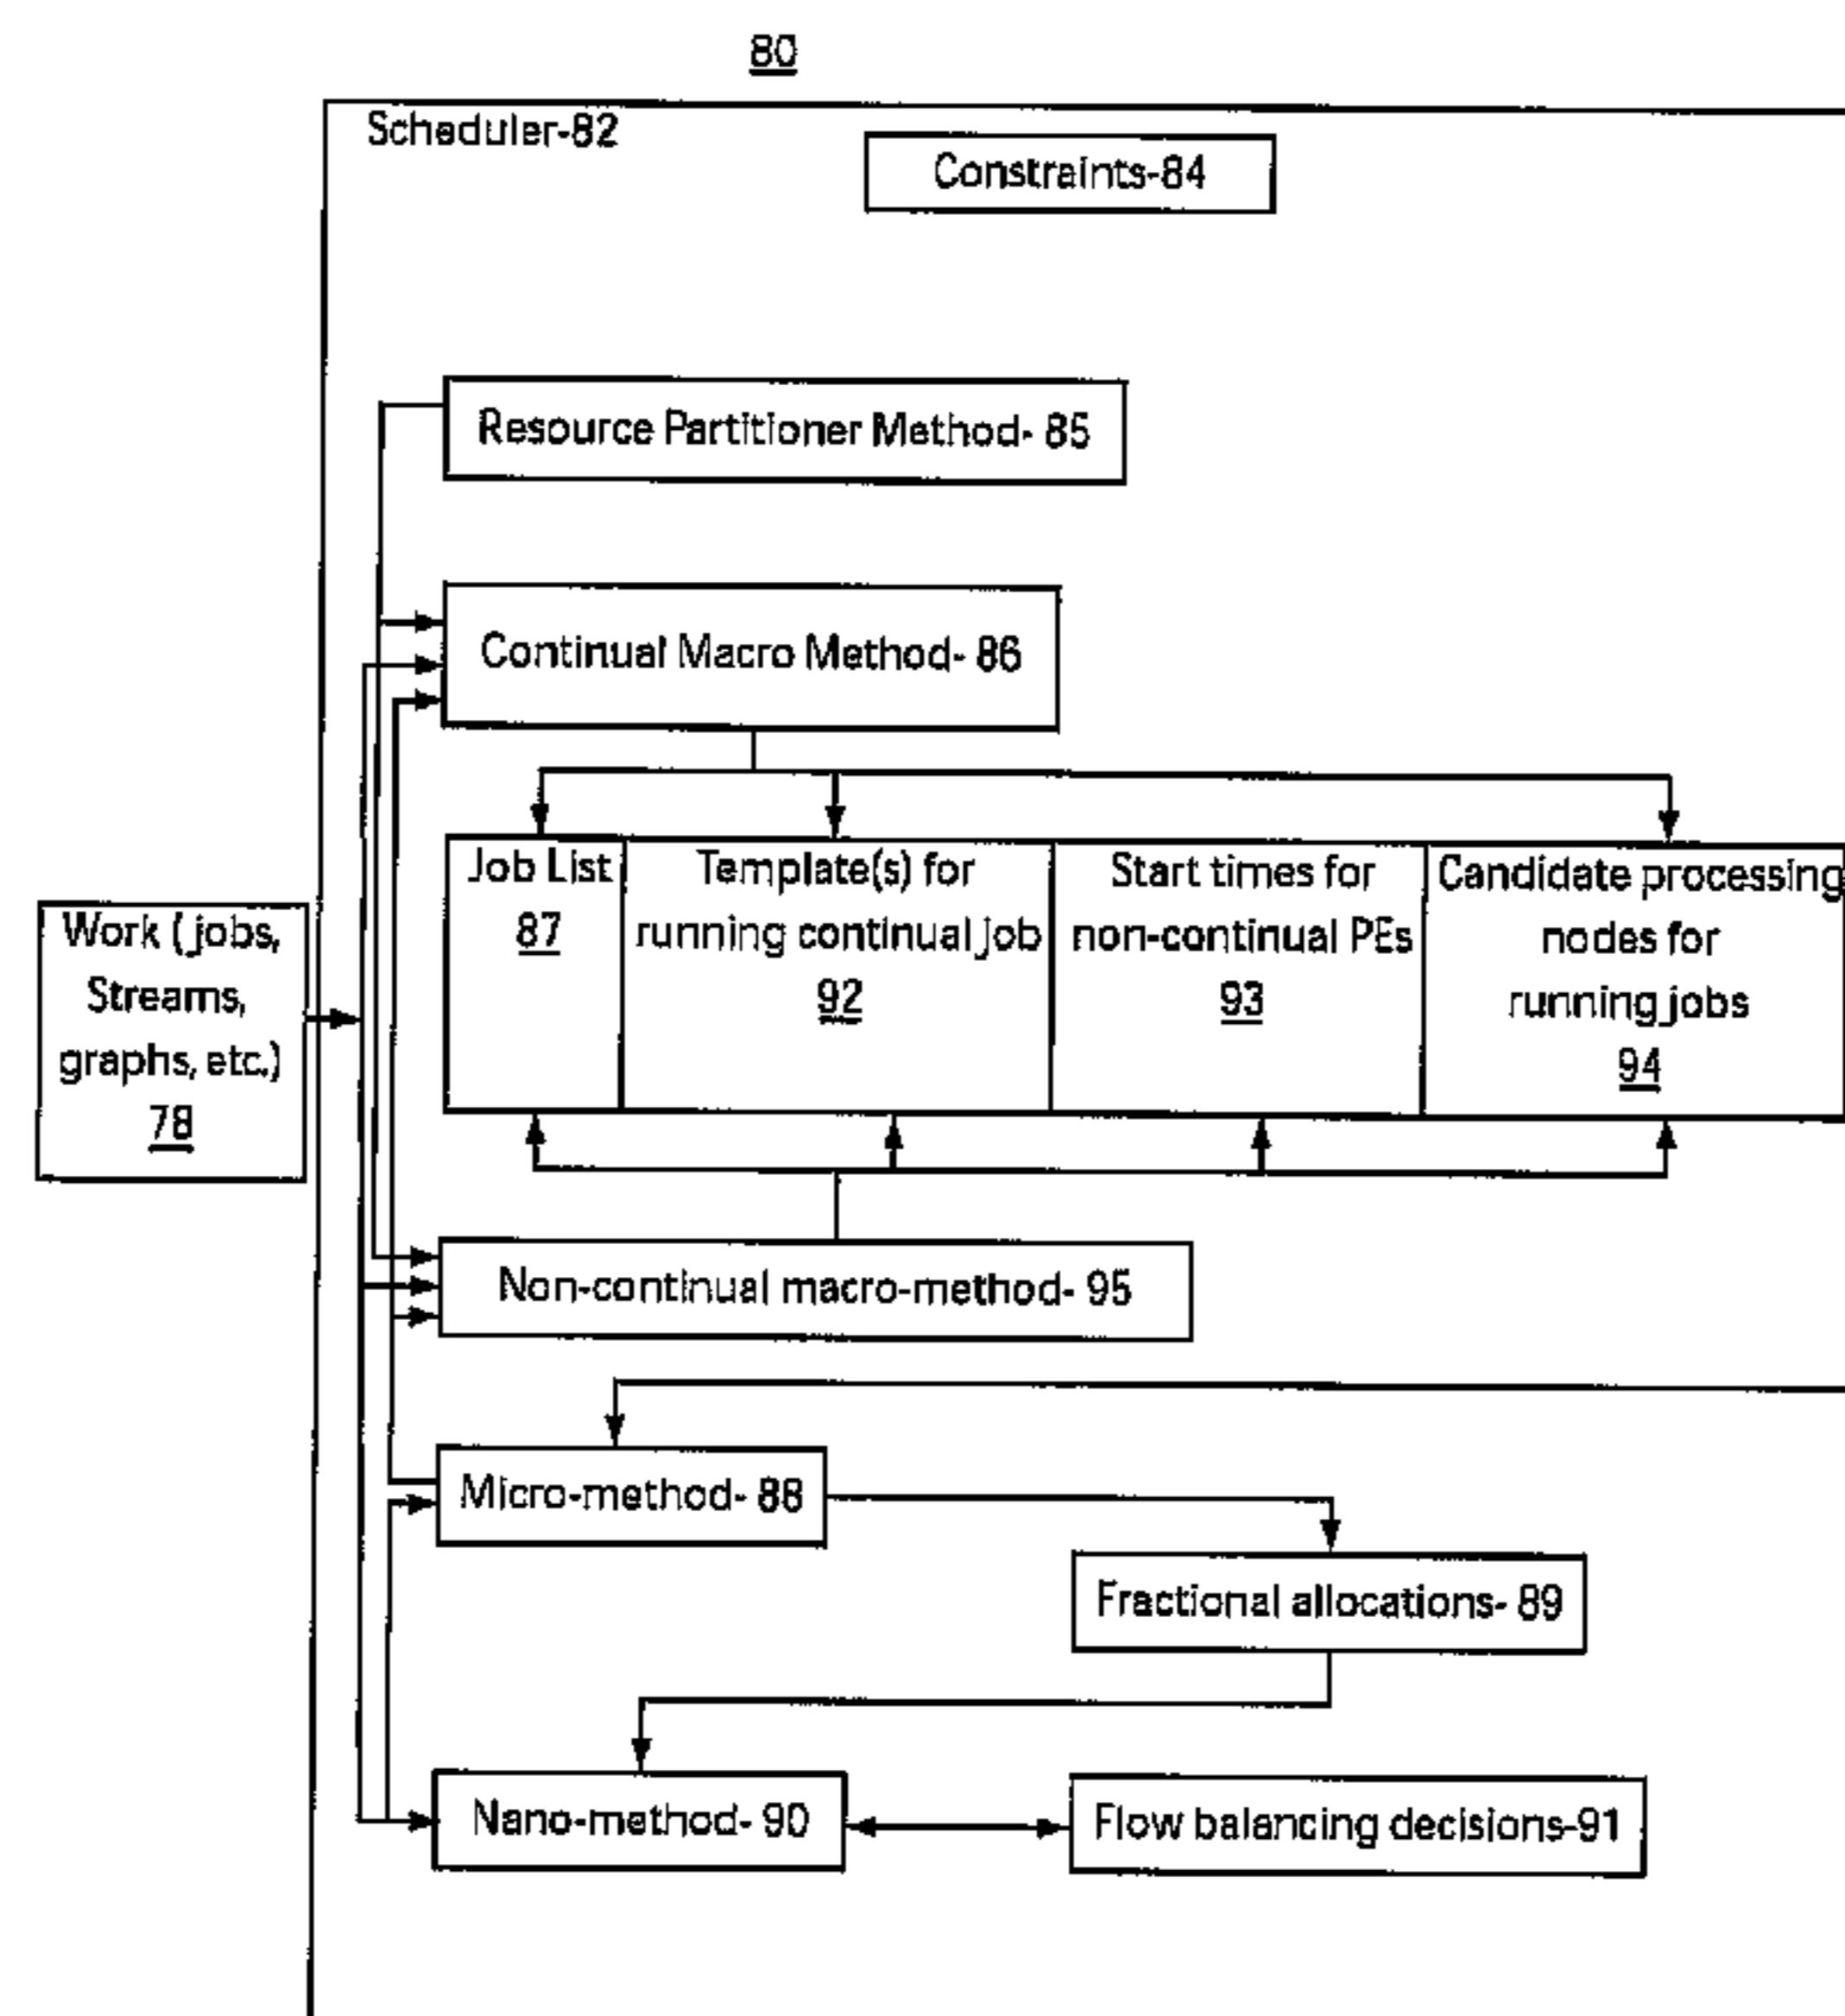 80
Scheduler-82
Constraints-84
Resource Partitioner Method- 85
Continual Macro Method- 86
Job List
87
Template(s) for
running continual job
92
Start times for
non-continual PEs
93
Candidate processing
nodes for
running jobs
94
Work (jobs,
Streams,
graphs, etc.)
78
Non-continual macro-method- 95
Micro-method- 88
Fractional allocations- 89
Nano-method- 90
Flow balancing decisions-91